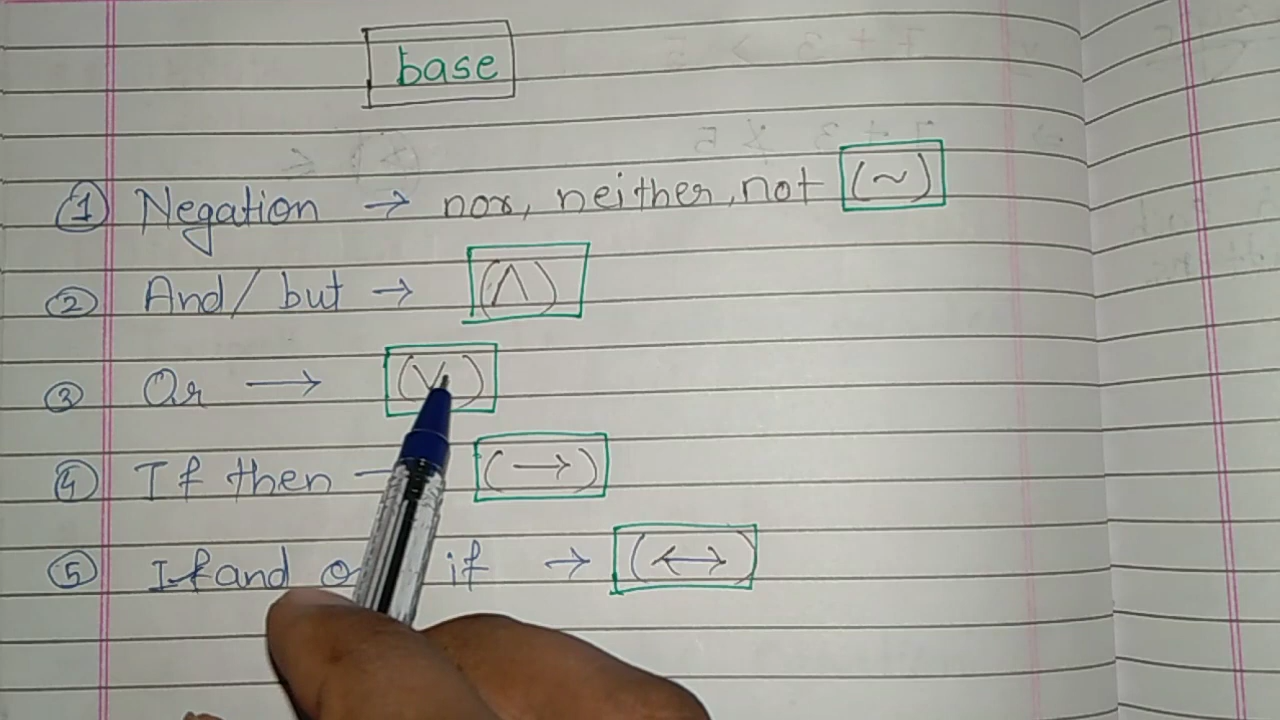 base
① Negation → nor, neither, not (~)
② And/but → (∧)
③ Or → (∨)
④ If then (→)
⑤ If and if → (↔)